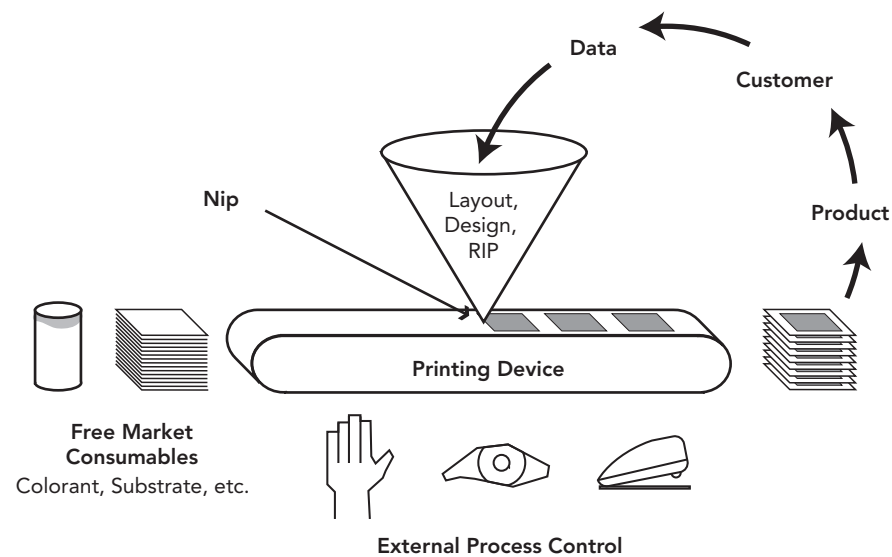 Data
Customer
Nip
Layout,
Design,
RIP
Product
Printing Device
Free Market
Consumables
Colorant, Substrate, etc.
External Process Control